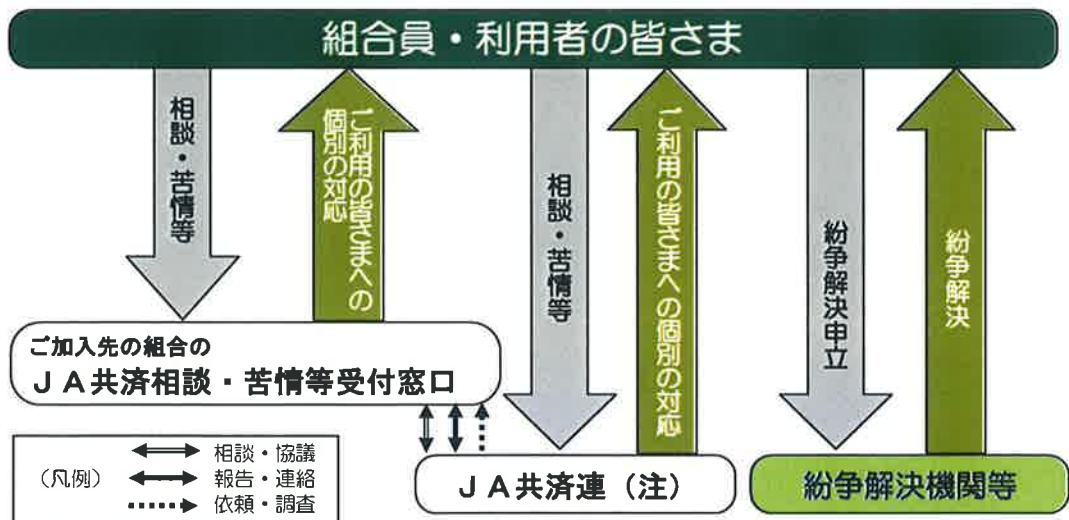 組合員・利用者の皆さま
相談・苦情等
ご利用の皆さまへの
個別の対応
相談・苦情等
ご利用の皆さまへの個別の対応
紛争解決申立
紛争解決
ご加入先の組合の
ＪＡ共済相談・苦情等受付窓口
(凡例)
相談・協議
報告・連絡
依頼・調査
ＪＡ共済連（注）
紛争解決機関等